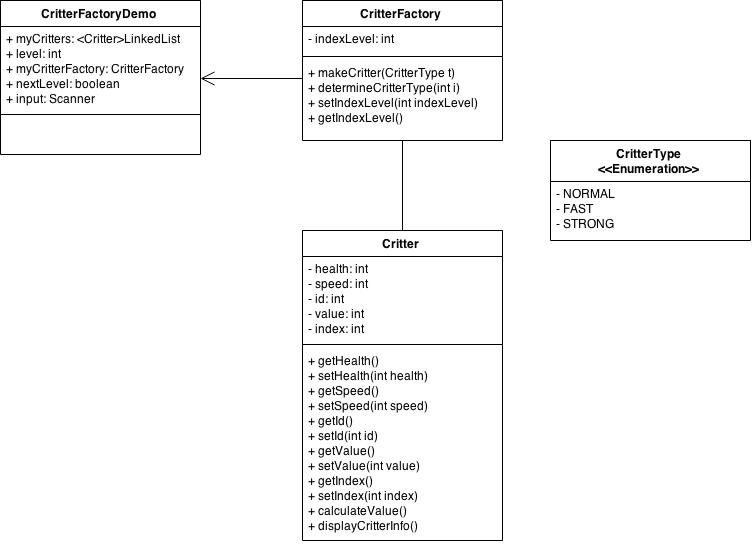 CritterFactoryDemo
+ myCritters: <Critter>LinkedList
+ level: int
+ myCritterFactory: CritterFactory
+ nextLevel: boolean
+ input: Scanner
CritterFactory
- indexLevel: int
+ makeCritter(CritterType t)
+ determineCritterType(int i)
+ setIndexLevel(int indexLevel)
+ getIndexLevel()
CritterType
<<Enumeration>>
- NORMAL
- FAST
- STRONG
Critter
- health: int
- speed: int
- id: int
- value: int
- index: int
+ getHealth()
+ setHealth(int health)
+ getSpeed()
+ setSpeed(int speed)
+ getId()
+ setId(int id)
+ getValue()
+ setValue(int value)
+ getIndex()
+ setIndex(int index)
+ calculateValue()
+ displayCritterInfo()